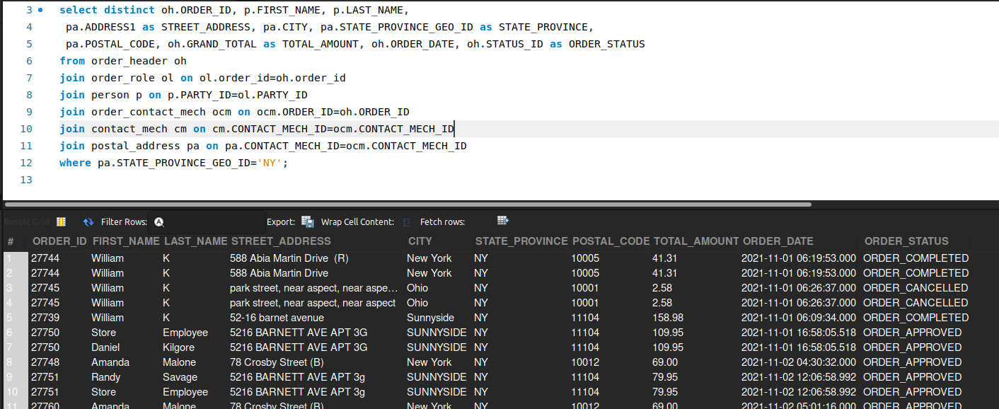 3 select distinct oh.ORDER_ID, p.FIRST_NAME, p.LAST_NAME,
4 pa.ADDRESS1 as STREET_ADDRESS, pa.CITY, pa.STATE_PROVINCE_GEO_ID as STATE_PROVINCE,
5 pa.POSTAL_CODE, oh.GRAND_TOTAL as TOTAL_AMOUNT, oh.ORDER_DATE, oh.STATUS_ID as ORDER_STATUS
6 from order_header oh
7 join order_role ol on ol.order_id=oh.order_id
8 join person p on p.PARTY_ID=ol.PARTY_ID
9 join order_contact_mech ocm on ocm.ORDER_ID=oh.ORDER_ID
10 join contact_mech cm on cm.CONTACT_MECH_ID=ocm.CONTACT_MECH_ID
11 join postal_address pa on pa.CONTACT_MECH_ID=ocm.CONTACT_MECH_ID
12 where pa.STATE_PROVINCE_GEO_ID='NY';
13
Result Grid Filter Rows: Export: Wrap Cell Content: Fetch rows:
# ORDER_ID FIRST_NAME LAST_NAME STREET_ADDRESS CITY STATE_PROVINCE POSTAL_CODE TOTAL_AMOUNT ORDER_DATE ORDER_STATUS
1 27744 William K 588 Abia Martin Drive (R) New York NY 10005 41.31 2021-11-01 06:19:53.000 ORDER_COMPLETED
2 27744 William K 588 Abia Martin Drive New York NY 10005 41.31 2021-11-01 06:19:53.000 ORDER_COMPLETED
3 27745 William K park street, near aspect, near aspe... Ohio NY 10001 2.58 2021-11-01 06:26:37.000 ORDER_CANCELLED
4 27745 William K park street, near aspect, near aspect Ohio NY 10001 2.58 2021-11-01 06:26:37.000 ORDER_CANCELLED
5 27739 William K 52-16 barnet avenue Sunnyside NY 11104 158.98 2021-11-01 06:09:34.000 ORDER_COMPLETED
6 27750 Store Employee 5216 BARNETT AVE APT 3G SUNNYSIDE NY 11104 109.95 2021-11-01 16:58:05.518 ORDER_APPROVED
7 27750 Daniel Kilgore 5216 BARNETT AVE APT 3G SUNNYSIDE NY 11104 109.95 2021-11-01 16:58:05.518 ORDER_APPROVED
8 27748 Amanda Malone 78 Crosby Street (B) New York NY 10012 69.00 2021-11-02 04:30:32.000 ORDER_APPROVED
9 27751 Randy Savage 5216 BARNETT AVE APT 3g SUNNYSIDE NY 11104 79.95 2021-11-02 12:06:58.992 ORDER_APPROVED
10 27751 Store Employee 5216 BARNETT AVE APT 3g SUNNYSIDE NY 11104 79.95 2021-11-02 12:06:58.992 ORDER_APPROVED
11 27760 Amanda Malone 78 Crosby Street (B) New York NY 10012 69.00 2021-11-02 05:01:16.000 ORDER_APPROVED